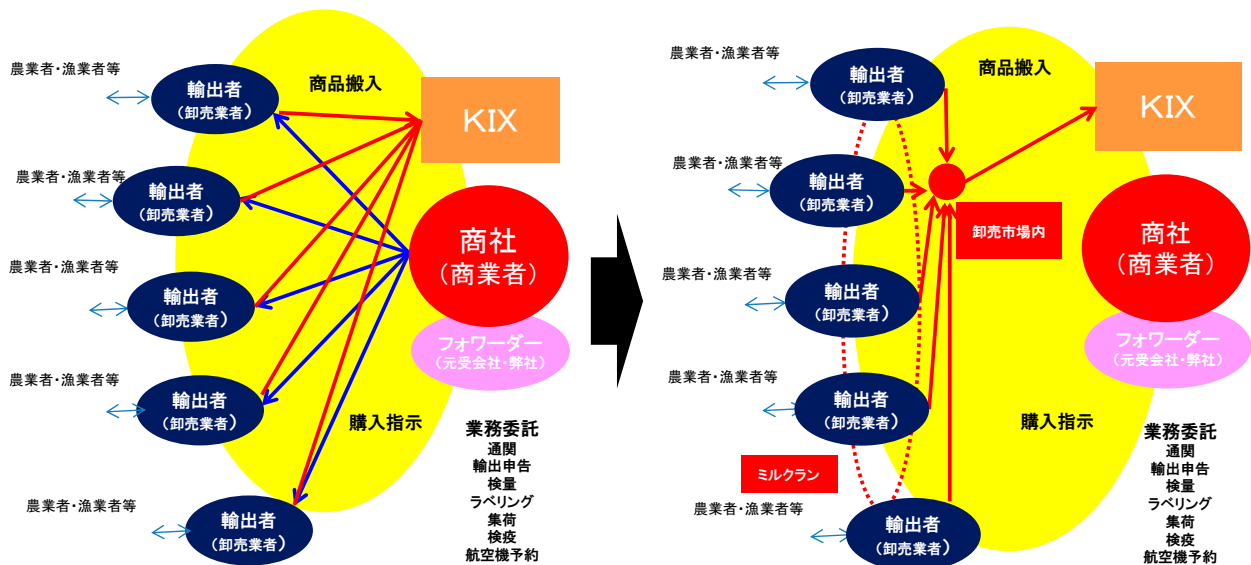 農業者・漁業者等
輸出者
(卸売業者)
商品搬入
KIX
農業者・漁業者等
輸出者
(卸売業者)
商社
(商業者)
農業者・漁業者等
輸出者
(卸売業者)
フォワーダー
(元受会社・弊社)
農業者・漁業者等
輸出者
(卸売業者)
購入指示
業務委託
通関
輸出申告
検量
ラベリング
集荷
検疫
航空機予約
農業者・漁業者等
輸出者
(卸売業者)
農業者・漁業者等
輸出者
(卸売業者)
商品搬入
KIX
農業者・漁業者等
輸出者
(卸売業者)
卸売市場内
商社
(商業者)
農業者・漁業者等
輸出者
(卸売業者)
フォワーダー
(元受会社・弊社)
農業者・漁業者等
輸出者
(卸売業者)
購入指示
ミルクラン
業務委託
通関
輸出申告
検量
ラベリング
集荷
検疫
航空機予約
農業者・漁業者等
輸出者
(卸売業者)